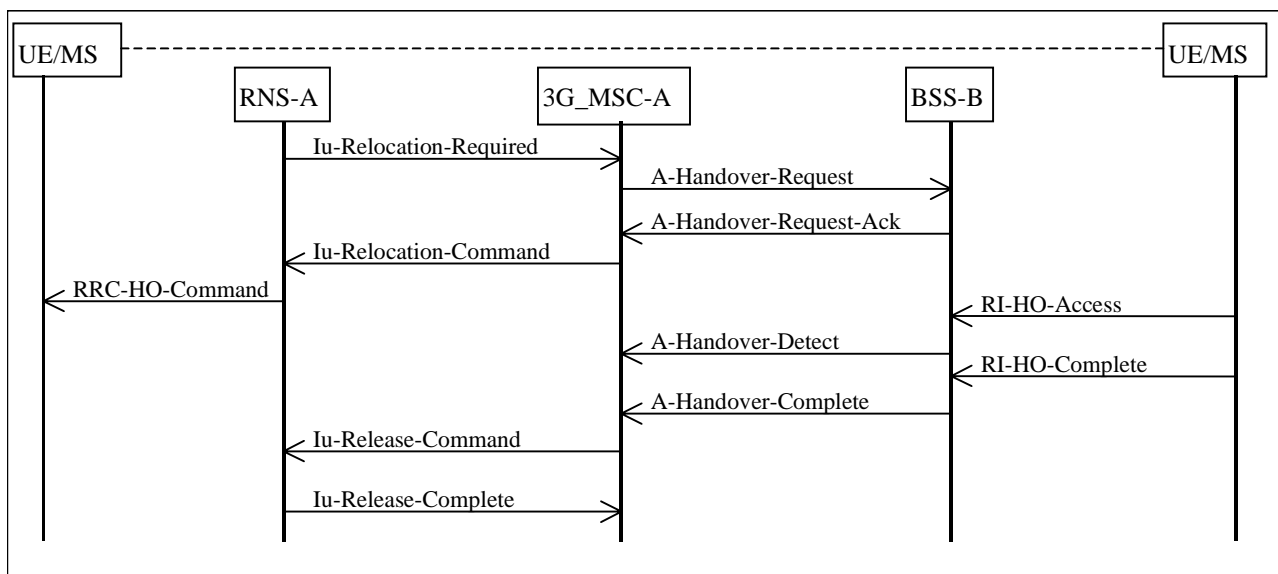 UE/MS
UE/MS
RNS-A
3G_MSC-A
BSS-B
Iu-Relocation-Required
A-Handover-Request
A-Handover-Request-Ack
Iu-Relocation-Command
RRC-HO-Command
RI-HO-Access
A-Handover-Detect
RI-HO-Complete
A-Handover-Complete
Iu-Release-Command
Iu-Release-Complete